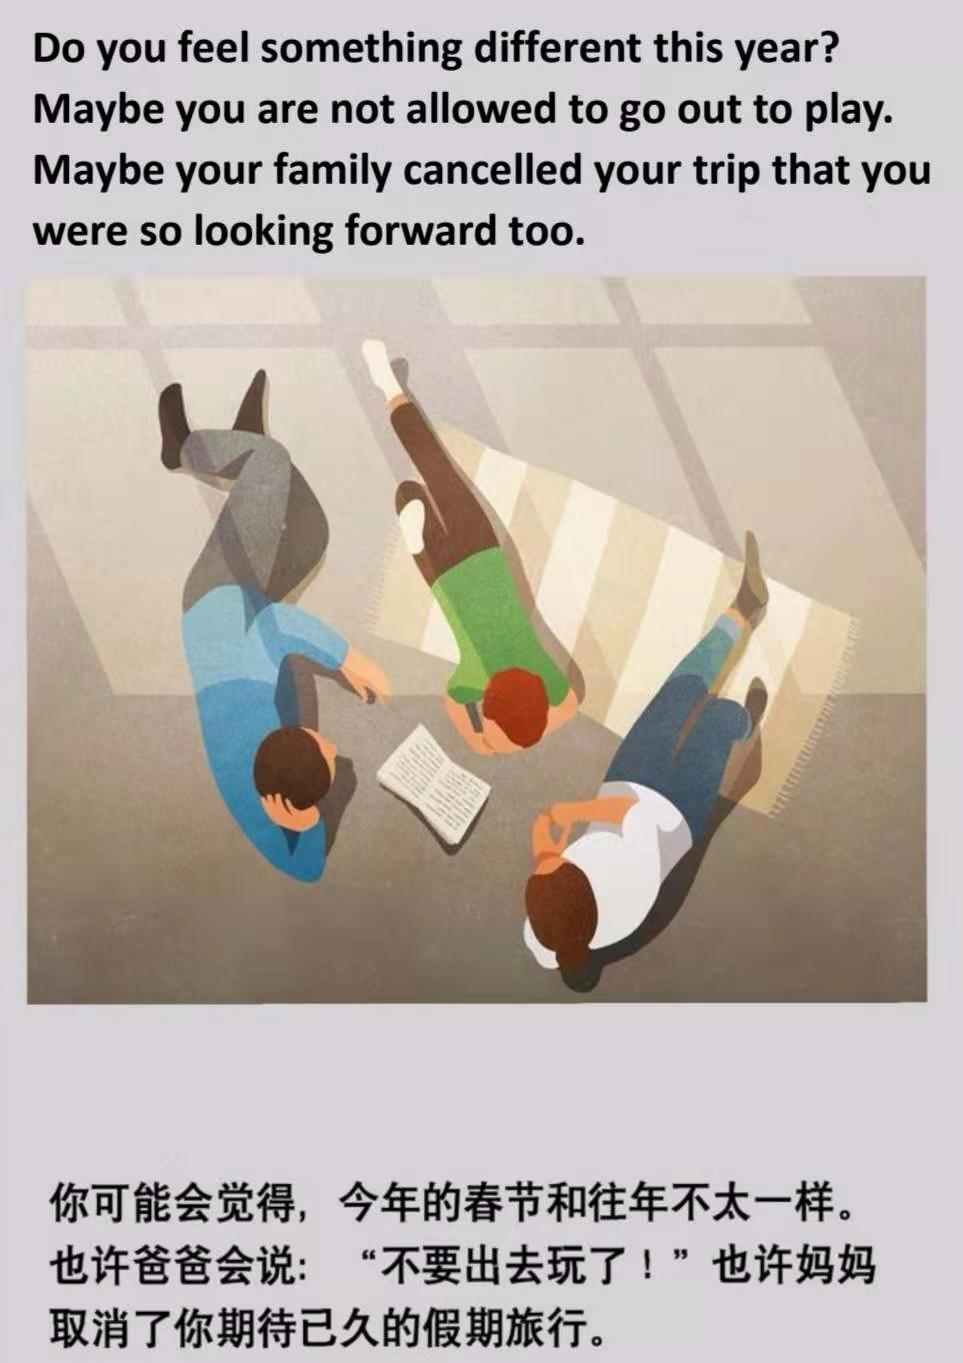 Do you feel something different this year?
Maybe you are not allowed to go out to play.
Maybe your family cancelled your trip that you
were so looking forward too.
你可能会觉得，今年的春节和往年不太一样。
也许爸爸会说：“不要出去玩了！”也许妈妈
取消了你期待已久的假期旅行。